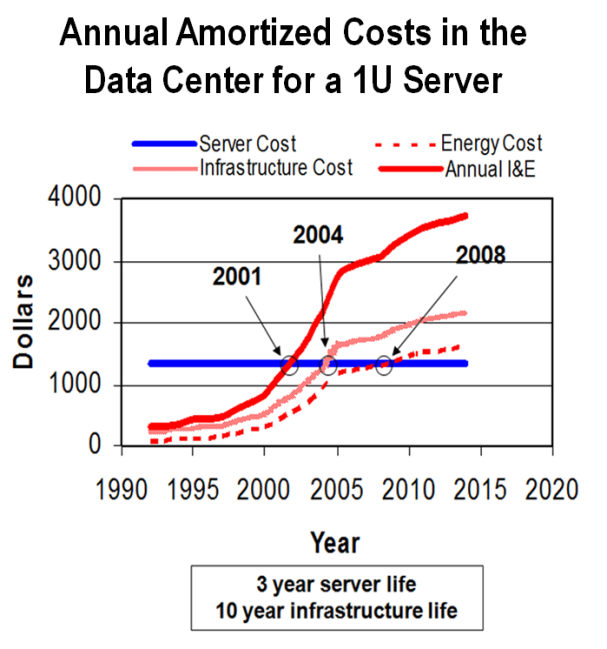 Annual Amortized Costs in the
Data Center for a 1U Server
Server Cost
Energy Cost
Infrastructure Cost
Annual I&E
4000
3000
2000
1000
0
Dollars
2001
2004
2008
1990
1995
2000
2005
2010
2015
2020
Year
3 year server life
10 year infrastructure life